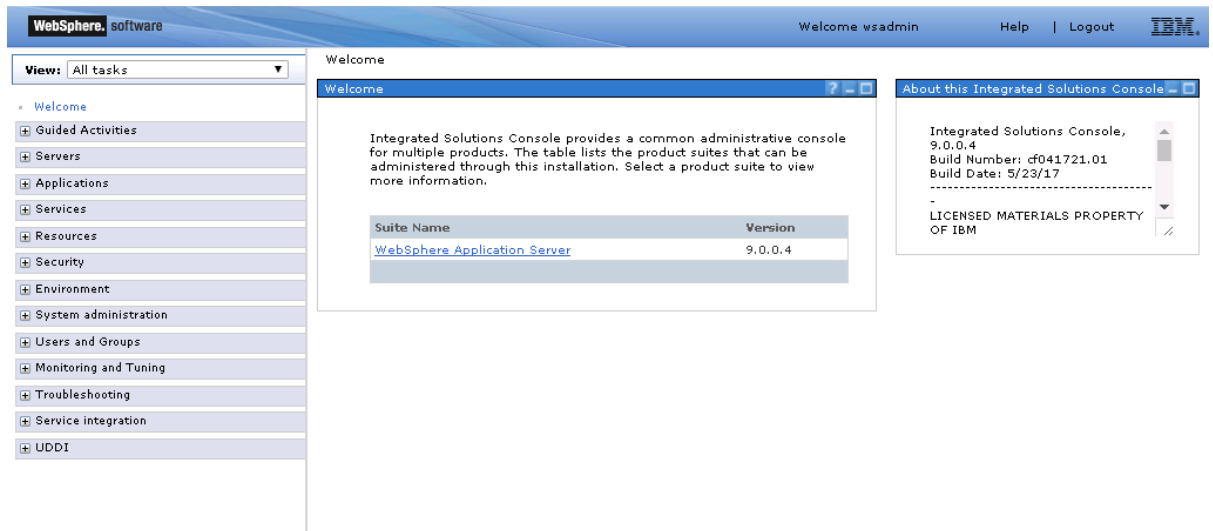 WebSphere. software
Welcome wsadmin Help | Logout IBM.
View: All tasks
Welcome
Guided Activities
Servers
Applications
Services
Resources
Security
Environment
System administration
Users and Groups
Monitoring and Tuning
Troubleshooting
Service integration
UDDI
Welcome
Welcome
Integrated Solutions Console provides a common administrative console
for multiple products. The table lists the product suites that can be
administered through this installation. Select a product suite to view
more information.
Suite Name Version
WebSphere Application Server 9.0.0.4
About this Integrated Solutions Console
Integrated Solutions Console,
9.0.0.4
Build Number: cf041721.01
Build Date: 5/23/17
----------------------------------------
-
LICENSED MATERIALS PROPERTY
OF IBM